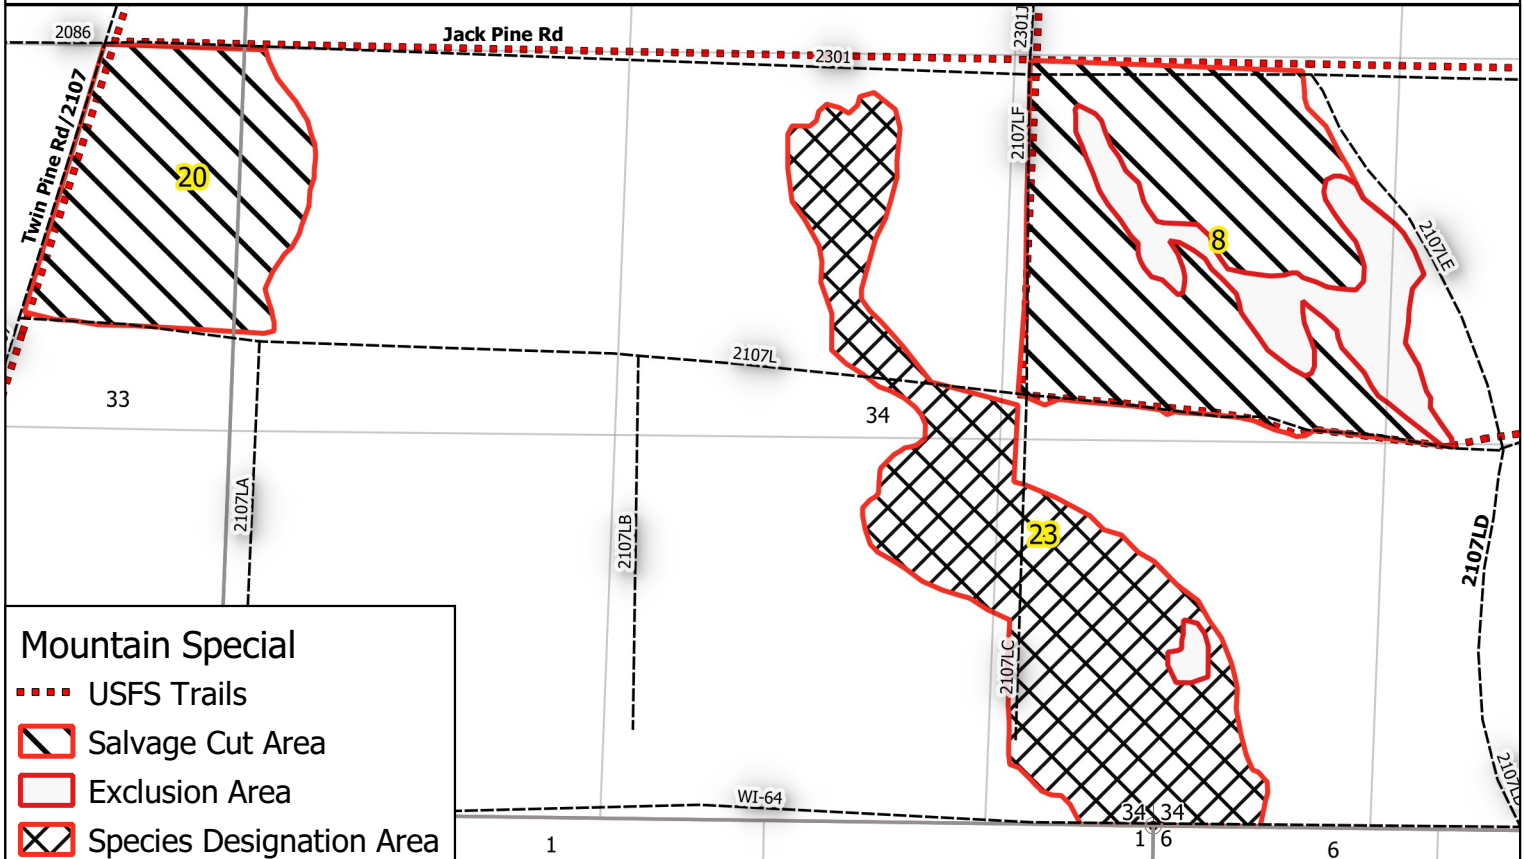 2086
Jack Pine Rd
2301
2301J
Twin Pine Rd/2107
20
2107LF
8
2107LE
2107L
33
34
2107LA
2107LB
23
2107LD
2107LC
WI-64
34 34
1 6
1
6
Mountain Special
USFS Trails
Salvage Cut Area
Exclusion Area
Species Designation Area